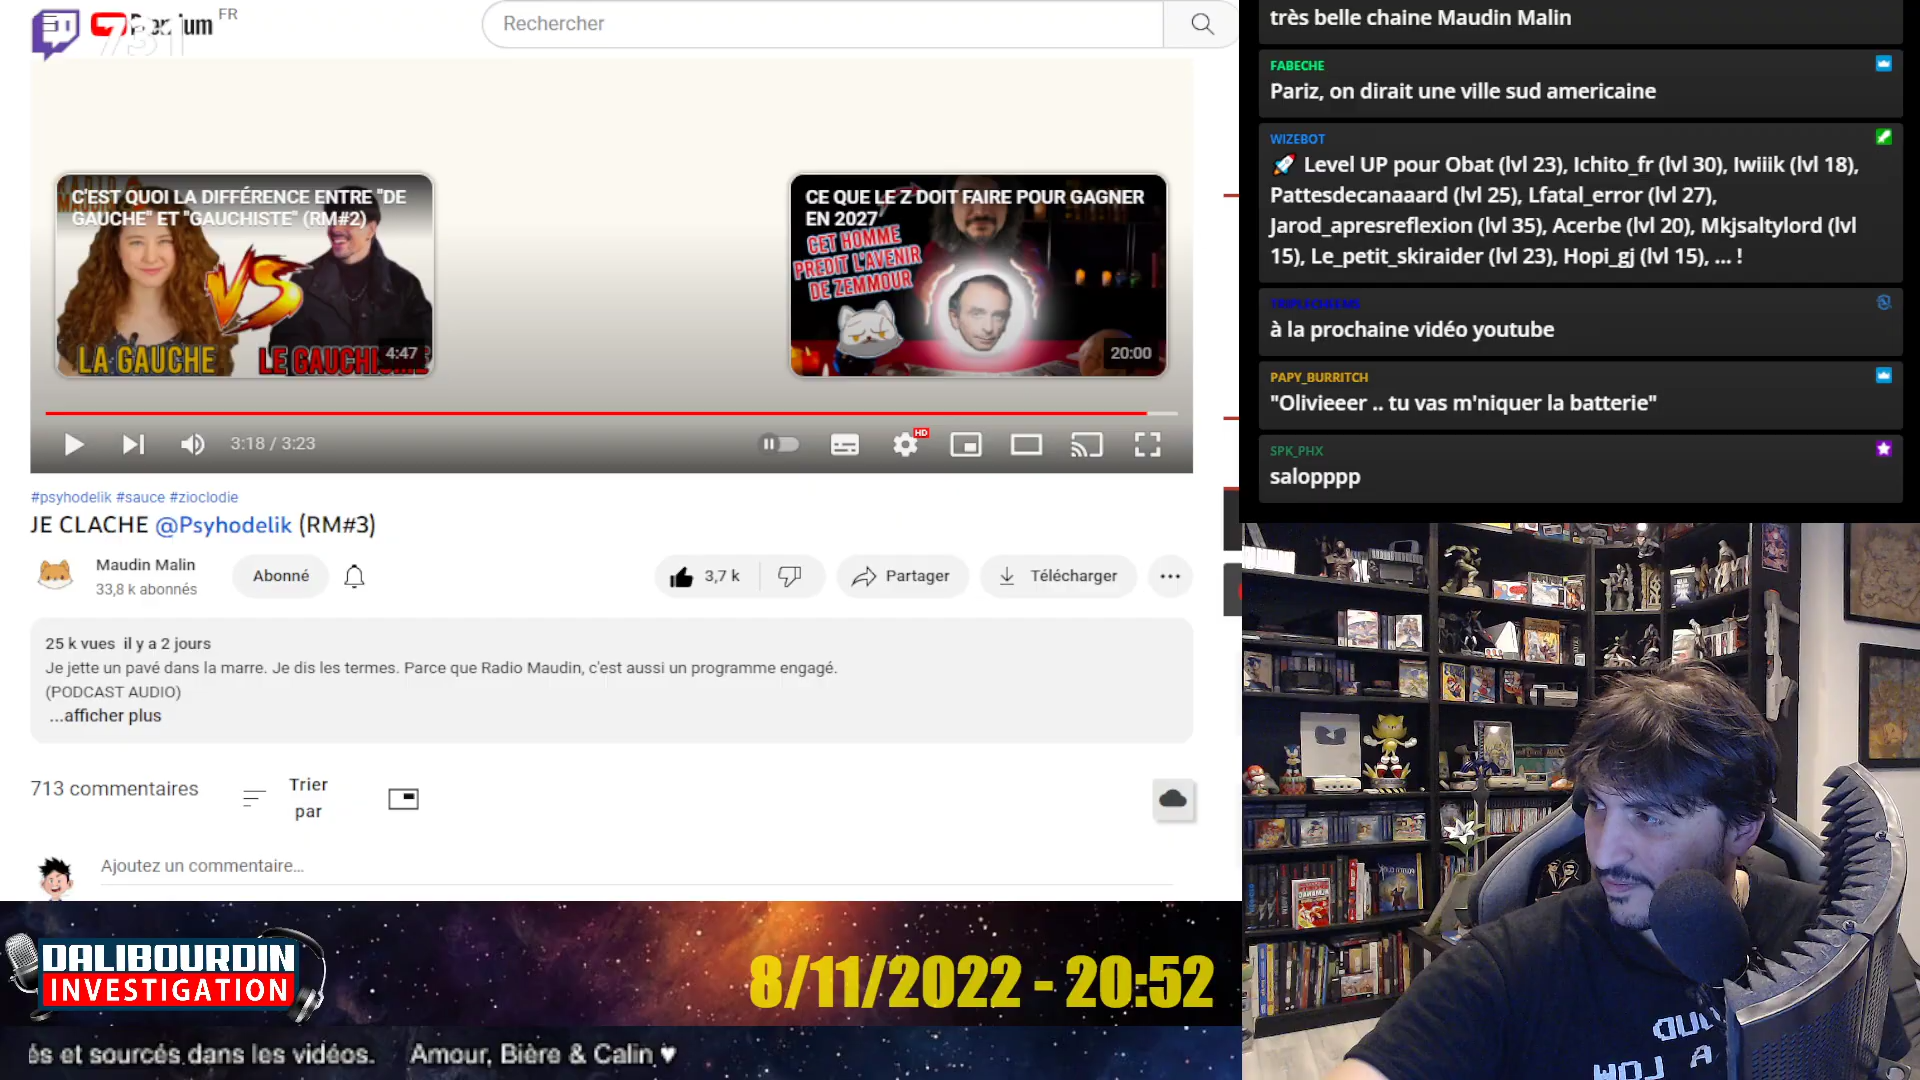 Premium FR
731
Rechercher
C'EST QUOI LA DIFFÉRENCE ENTRE "DE
GAUCHE" ET "GAUCHISTE" (RM#2)
VS
LA GAUCHE
4:47
CE QUE LE Z DOIT FAIRE POUR GAGNER
EN 2027
CET HOMME
PREDIT L'AVENIR
DE ZEMMOUR
20:00
3:18 / 3:23
HD
#psyhodelik #sauce #zioclodie
JE CLACHE @Psyhodelik (RM#3)
Maudin Malin
33,8 k abonnés
Abonné
3,7 k
Partager
Télécharger
25 k vues il y a 2 jours
Je jette un pavé dans la marre. Je dis les termes. Parce que Radio Maudin, c'est aussi un programme engagé.
(PODCAST AUDIO)
...afficher plus
713 commentaires
Trier
par
Ajoutez un commentaire...
DALIBOURDIN
INVESTIGATION
8/11/2022 - 20:52
és et sourcés dans les vidéos. Amour, Bière & Calin ♥
très belle chaine Maudin Malin
FABECHE
Pariz, on dirait une ville sud americaine
WIZEBOT
🚀 Level UP pour Obat (lvl 23), Ichito_fr (lvl 30), Iwiiik (lvl 18),
Pattesdecanaaard (lvl 25), Lfatal_error (lvl 27),
Jarod_apresreflexion (lvl 35), Acerbe (lvl 20), Mkjsaltylord (lvl
15), Le_petit_skiraider (lvl 23), Hopi_gj (lvl 15), ... !
à la prochaine vidéo youtube
PAPY_BURRITCH
"Olivieeer .. tu vas m'niquer la batterie"
SPK_PHX
salopppp